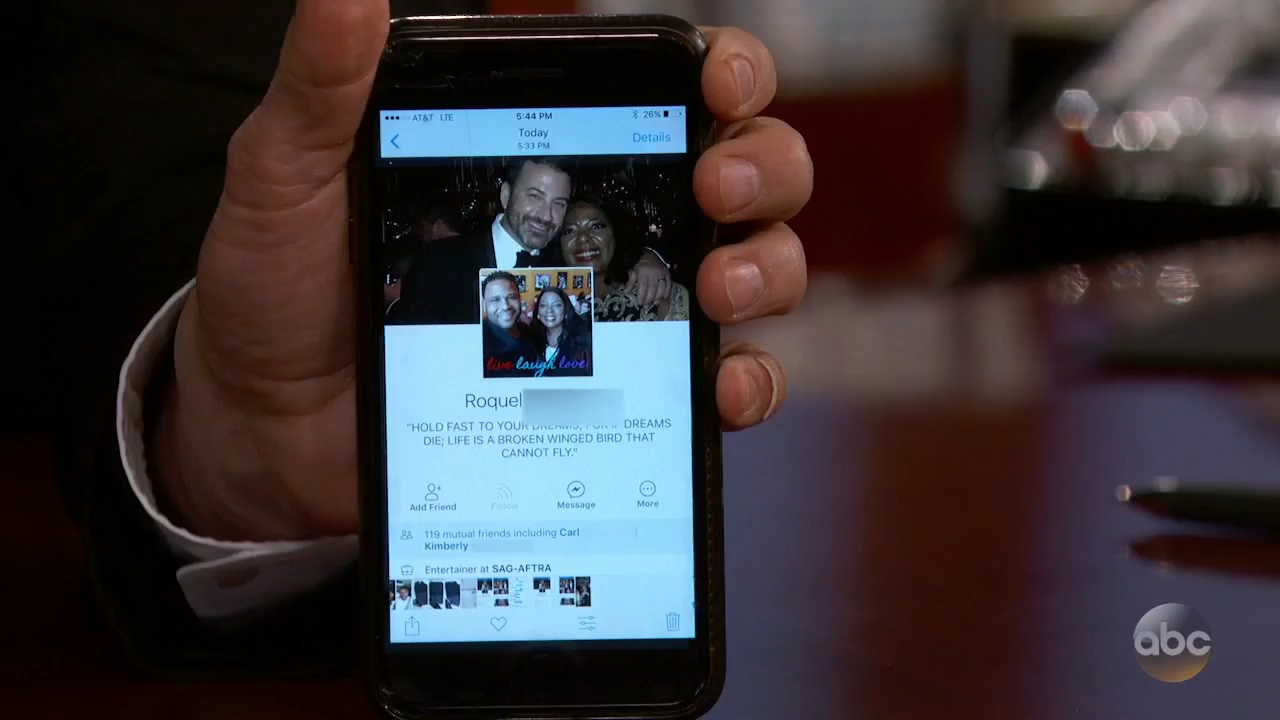 AT&T LTE
5:44 PM
26%
Today
5:33 PM
Details
live laugh love
Roquel
"HOLD FAST TO YOUR DREAMS, FOR IF DREAMS
DIE; LIFE IS A BROKEN WINGED BIRD THAT
CANNOT FLY."
Add Friend
Follow
Message
More
119 mutual friends including Carl
Kimberly
Entertainer at SAG-AFTRA
abc